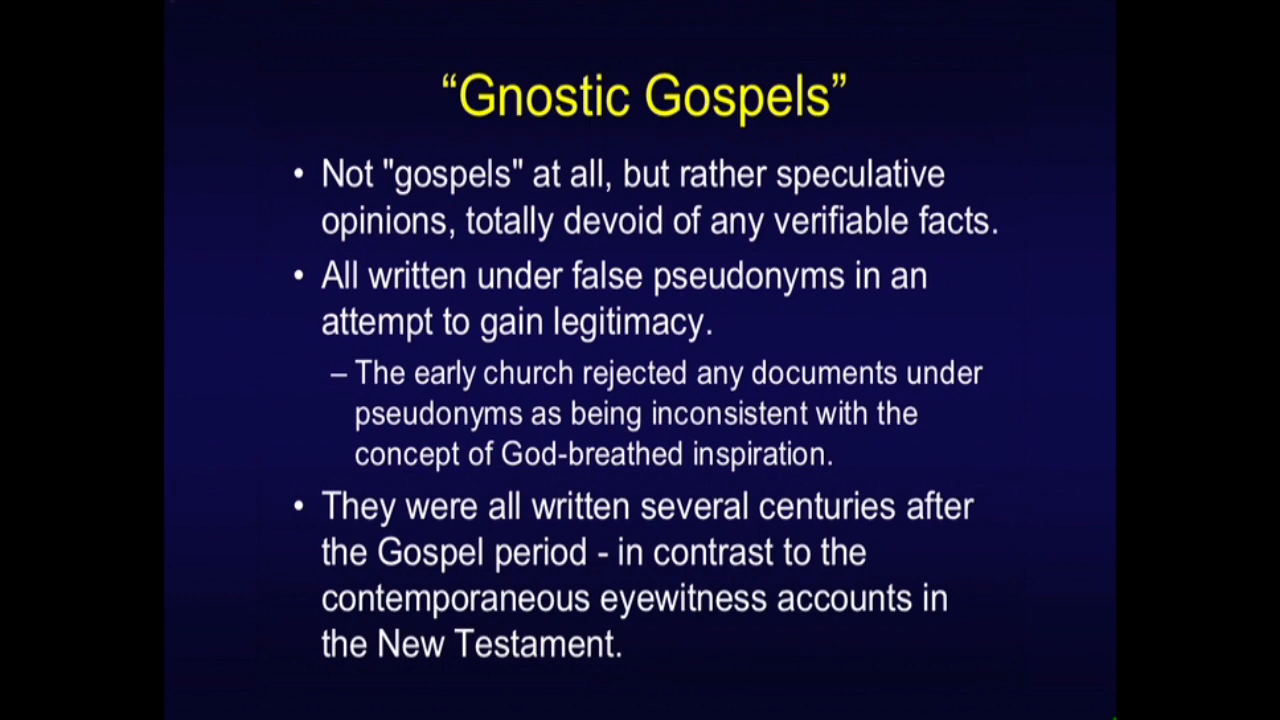 “Gnostic Gospels”
• Not "gospels" at all, but rather speculative
opinions, totally devoid of any verifiable facts.
• All written under false pseudonyms in an
attempt to gain legitimacy.
– The early church rejected any documents under
pseudonyms as being inconsistent with the
concept of God-breathed inspiration.
• They were all written several centuries after
the Gospel period - in contrast to the
contemporaneous eyewitness accounts in
the New Testament.